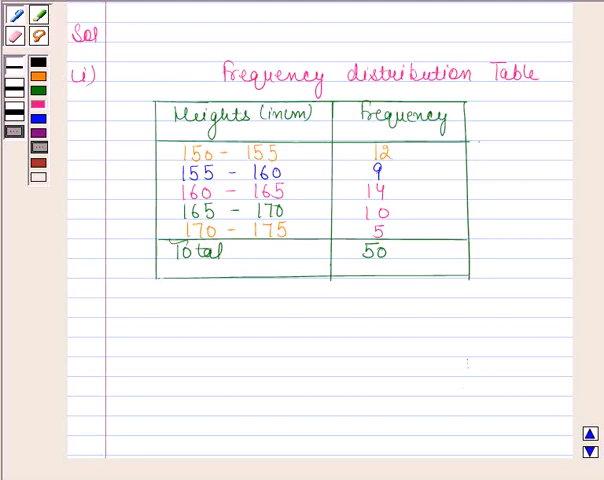 Sol
(i) Frequency distribution Table
Heights (in cm) Frequency
150 - 155 12
155 - 160 9
160 - 165 14
165 - 170 10
170 - 175 5
Total 50